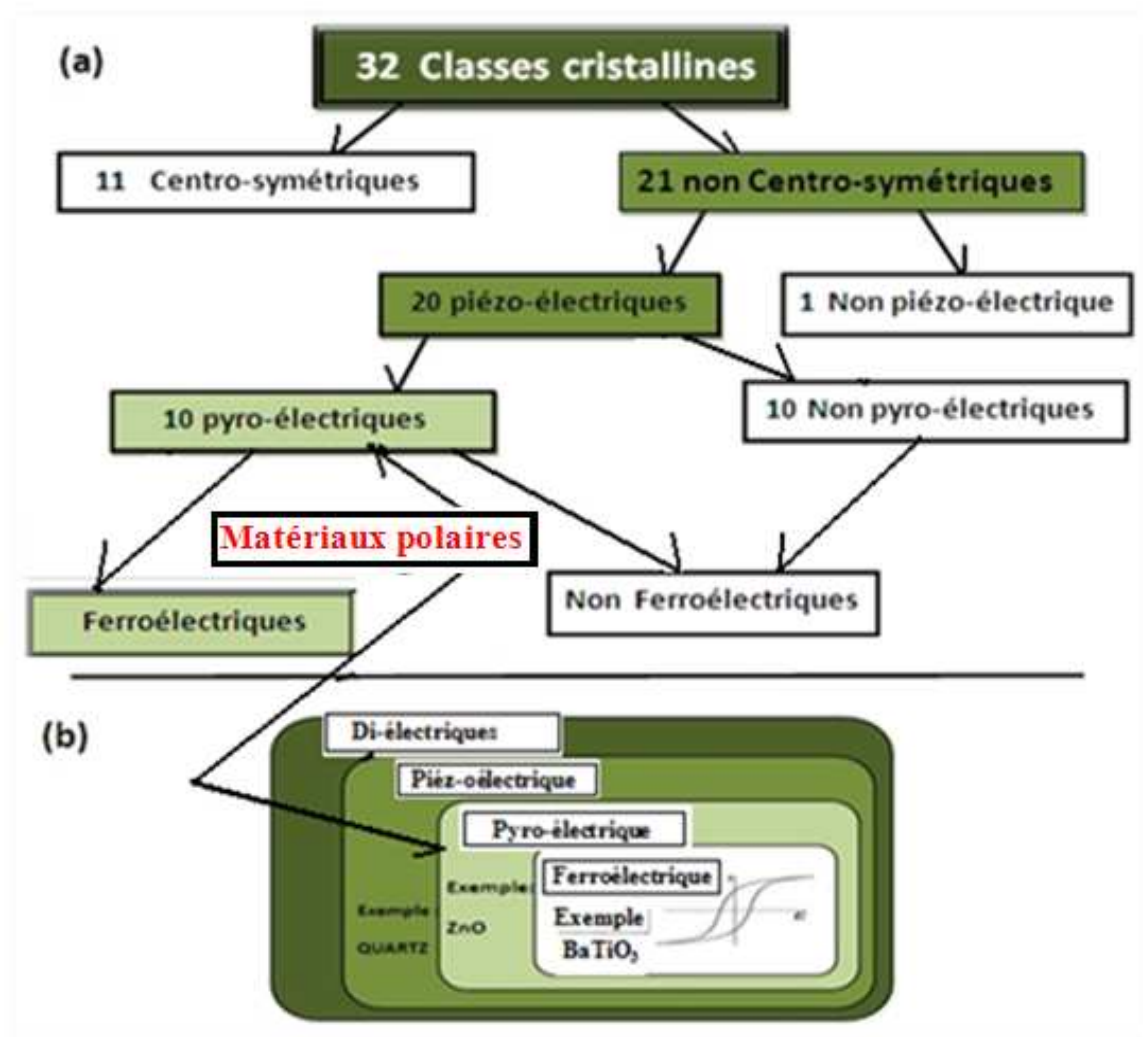 (a)
32 Classes cristallines
11 Centro-symétriques
21 non Centro-symétriques
20 piézo-électriques
1 Non piézo-électrique
10 pyro-électriques
10 Non pyro-électriques
Matériaux polaires
Ferroélectriques
Non Ferroélectriques
(b)
Di-électriques
Piéz-oélectrique
Pyro-électrique
Ferroélectrique
Exemple:
ZnO
Exemple
QUARTZ
Exemple
BaTiO₃